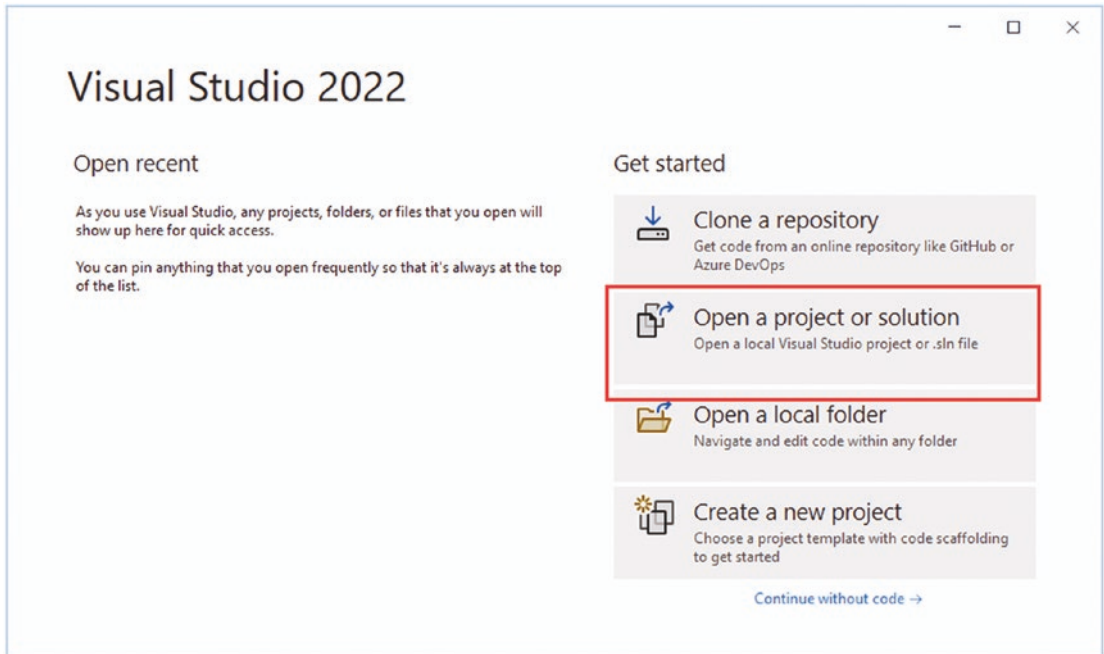 Visual Studio 2022
Open recent
As you use Visual Studio, any projects, folders, or files that you open will
show up here for quick access.
You can pin anything that you open frequently so that it's always at the top
of the list.
Get started
Clone a repository
Get code from an online repository like GitHub or
Azure DevOps
Open a project or solution
Open a local Visual Studio project or .sln file
Open a local folder
Navigate and edit code within any folder
Create a new project
Choose a project template with code scaffolding
to get started
Continue without code →